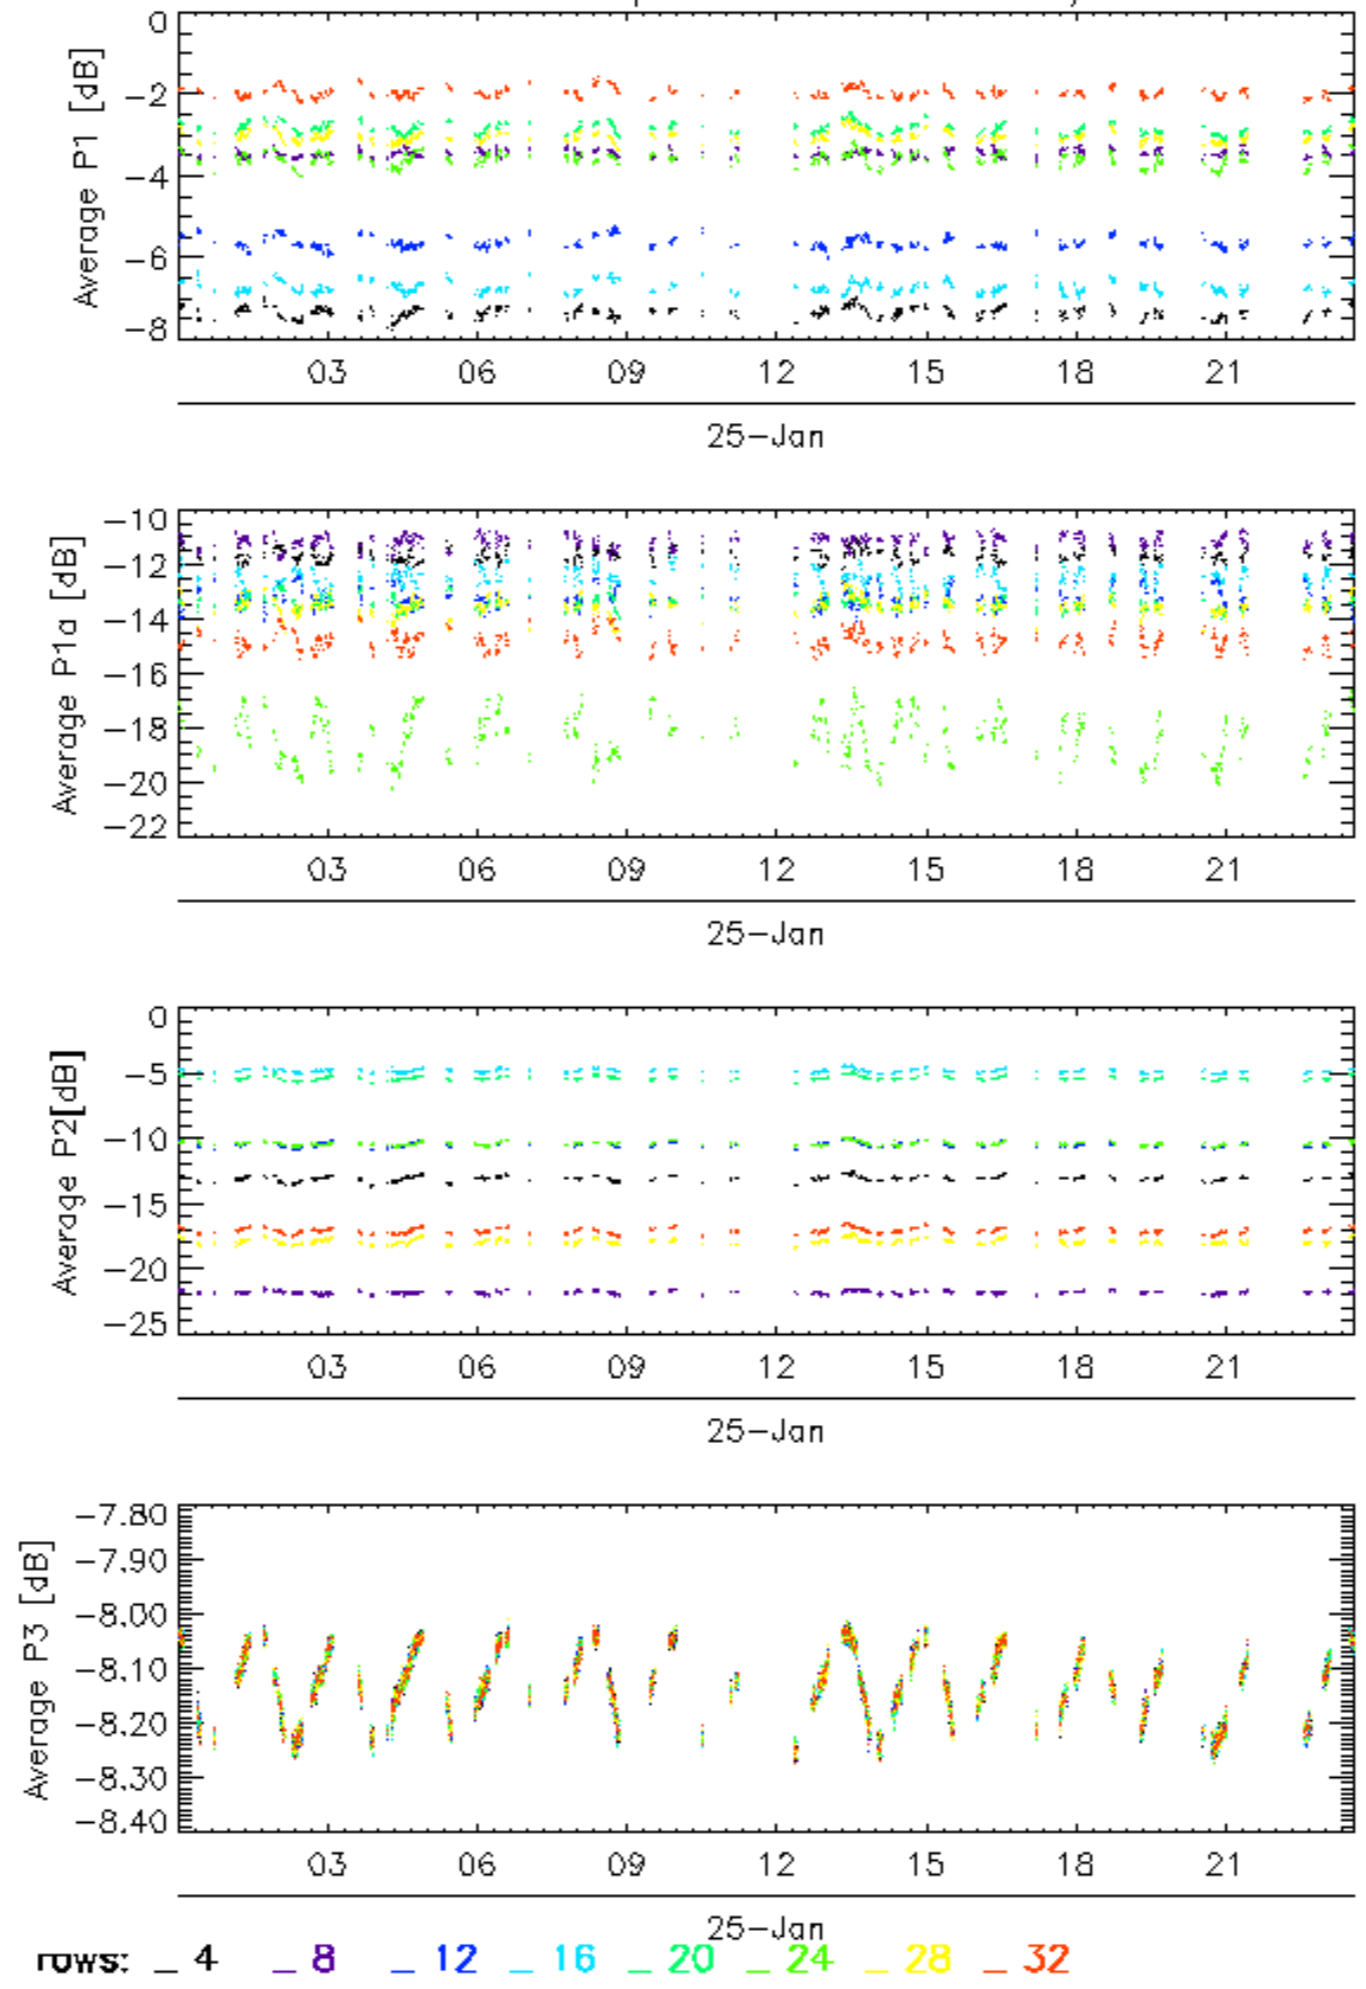 Average P1 [dB]
0
-2
-4
-6
-8
03 06 09 12 15 18 21
25-Jan
Average P1a [dB]
-10
-12
-14
-16
-18
-20
-22
03 06 09 12 15 18 21
25-Jan
Average P2[dB]
0
-5
-10
-15
-20
-25
03 06 09 12 15 18 21
25-Jan
Average P3 [dB]
-7.80
-7.90
-8.00
-8.10
-8.20
-8.30
-8.40
03 06 09 12 15 18 21
25-Jan
rows: _ 4 _ 8 _ 12 _ 16 _ 20 _ 24 _ 28 _ 32